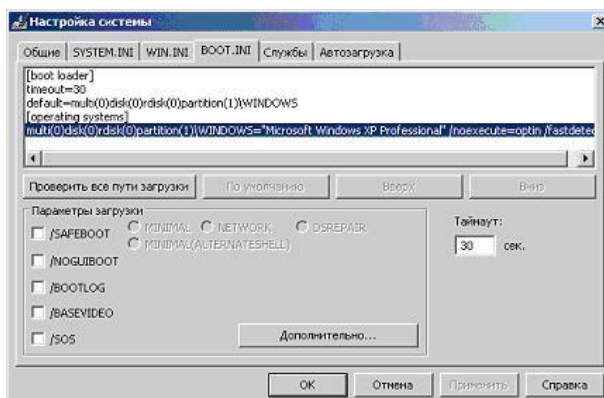 Настройка системы
Общие SYSTEM.INI WIN.INI BOOT.INI Службы Автозагрузка
[boot loader]
timeout=30
default=multi(0)disk(0)rdisk(0)partition(1)\WINDOWS
[operating systems]
multi(0)disk(0)rdisk(0)partition(1)\WINDOWS="Microsoft Windows XP Professional" /noexecute=optin /fastdetec
Проверить все пути загрузки По умолчанию Вверх Вниз
Параметры загрузки
/SAFEBOOT MINIMAL NETWORK DSREPAIR
MINIMAL(ALTERNATESHELL)
/NOGUIBOOT
/BOOTLOG
/BASEVIDEO
/SOS
Дополнительно...
Таймаут:
30 сек.
OK Отмена Применить Справка